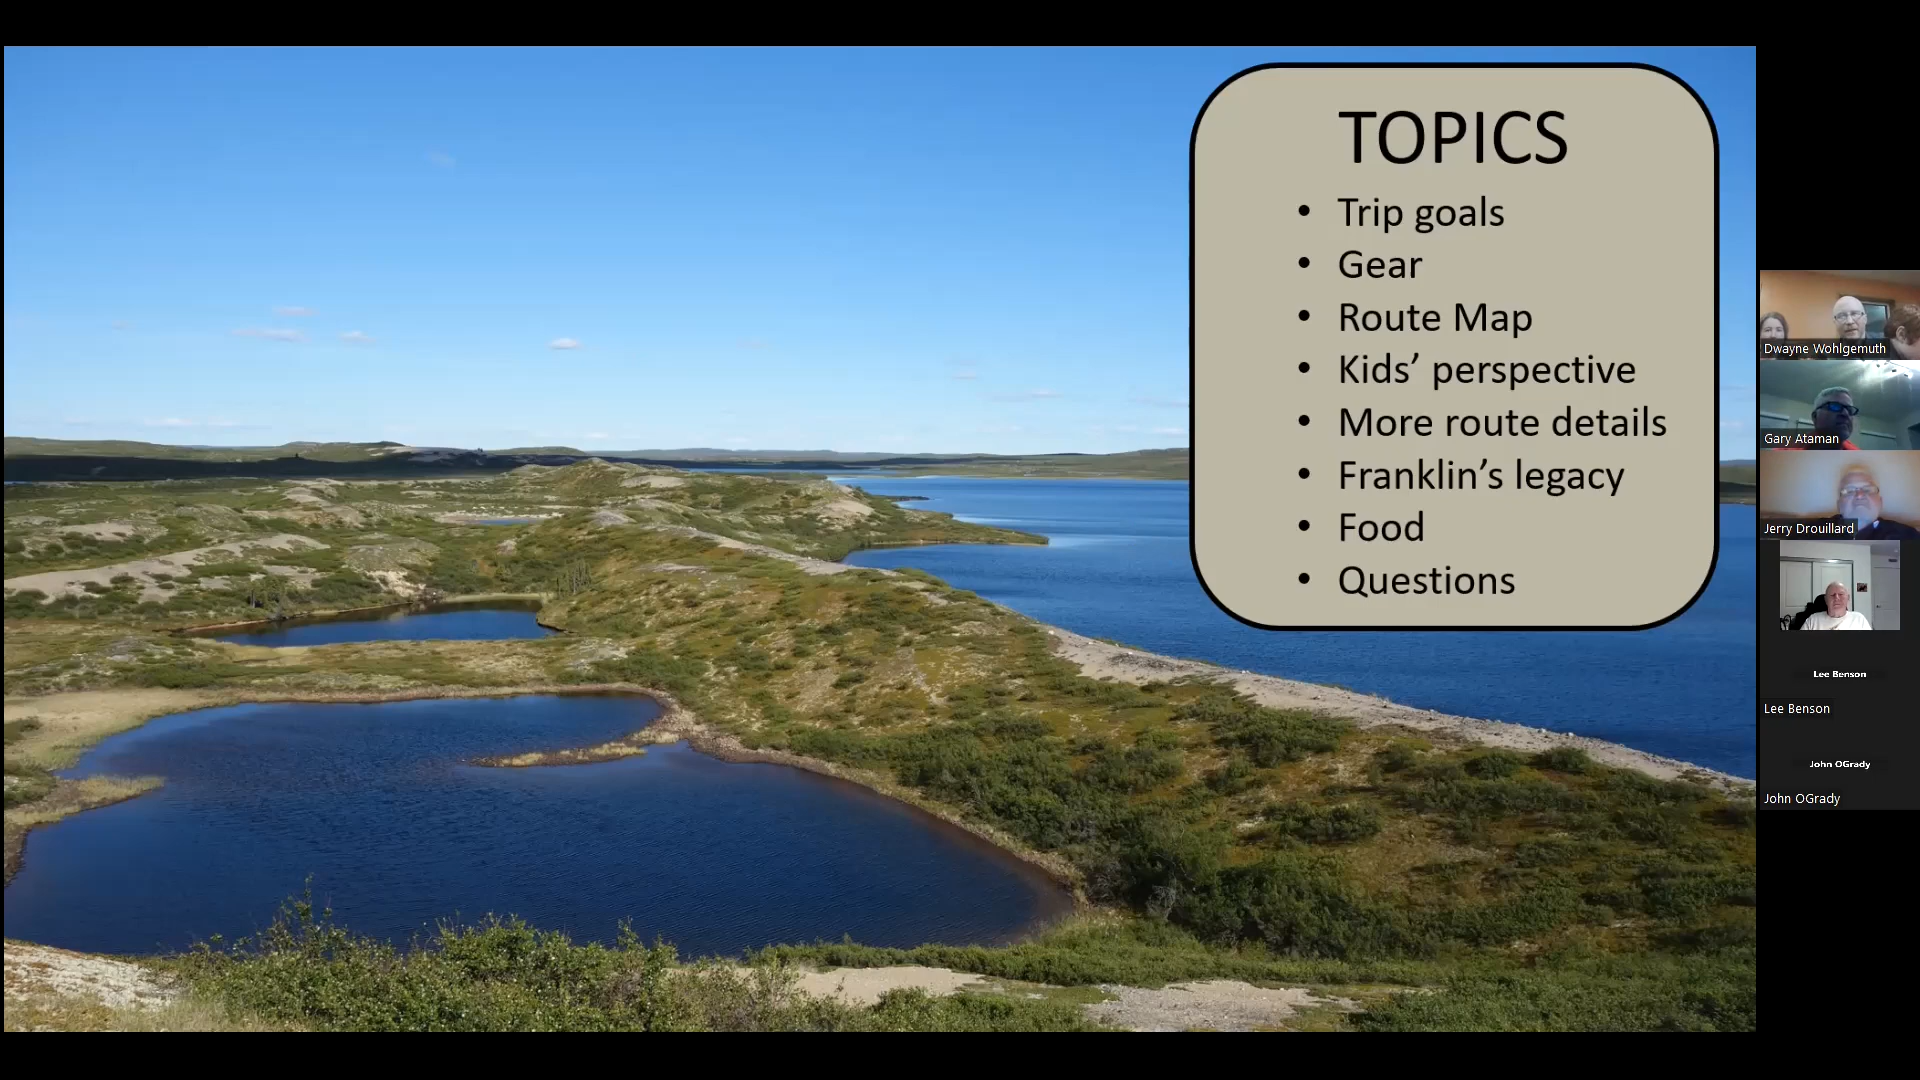 TOPICS
• Trip goals
• Gear
• Route Map
• Kids’ perspective
• More route details
• Franklin’s legacy
• Food
• Questions
Dwayne Wohlgemuth
Gary Ataman
Jerry Drouillard
Lee Benson
Lee Benson
John OGrady
John OGrady